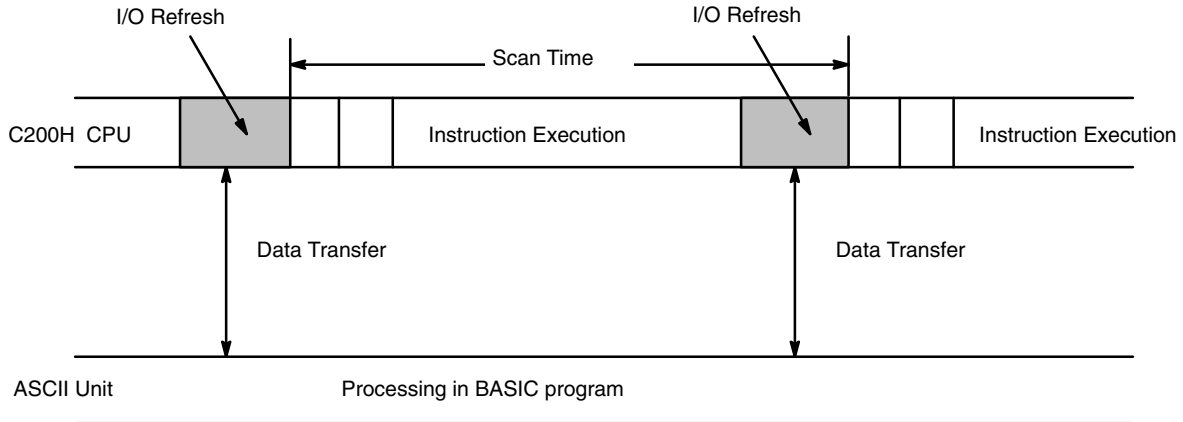 I/O Refresh
I/O Refresh
Scan Time
C200H CPU
Instruction Execution
Instruction Execution
Data Transfer
Data Transfer
ASCII Unit
Processing in BASIC program